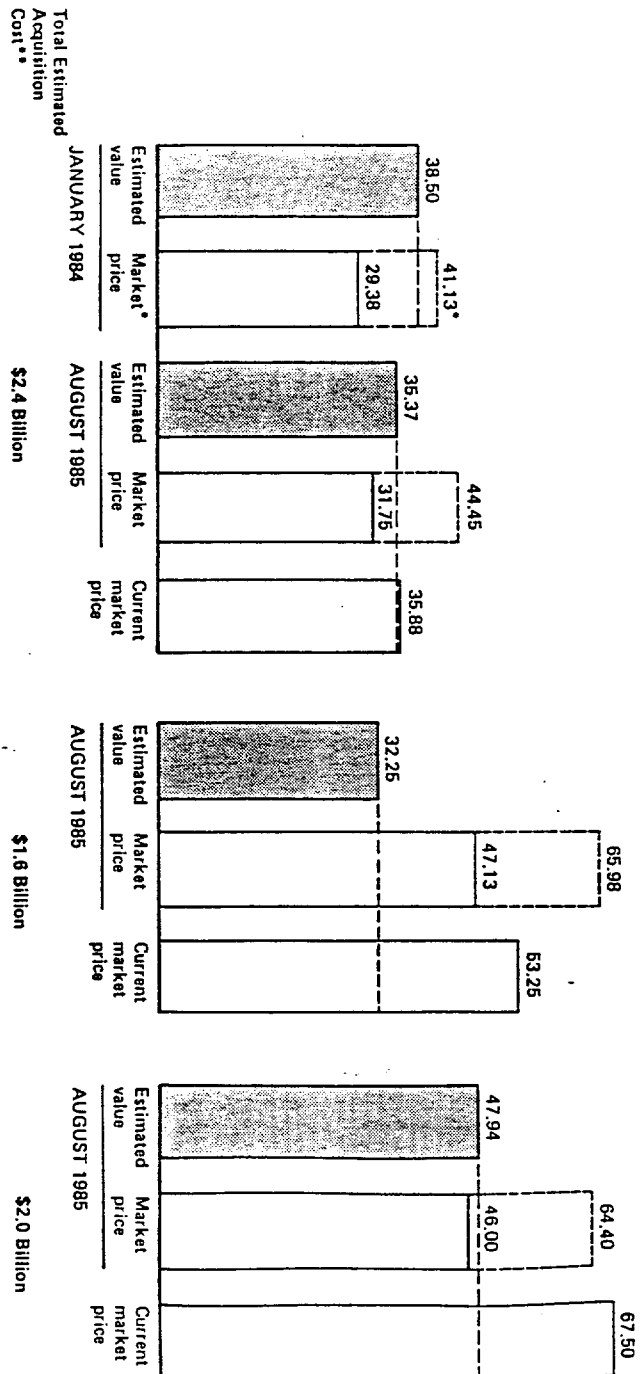 38.50
41.13*
29.38
35.37
44.45
31.75
35.88
32.25
65.98
47.13
53.25
47.94
64.40
46.00
67.50
Estimated
value
Market*
price
Estimated
value
Market
price
Current
market
price
Estimated
value
Market
price
Current
market
price
Estimated
value
Market
price
Current
market
price
JANUARY 1984
AUGUST 1985
AUGUST 1985
AUGUST 1985
Total Estimated
Acquisition
Cost**
$2.4 Billion
$1.6 Billion
$2.0 Billion